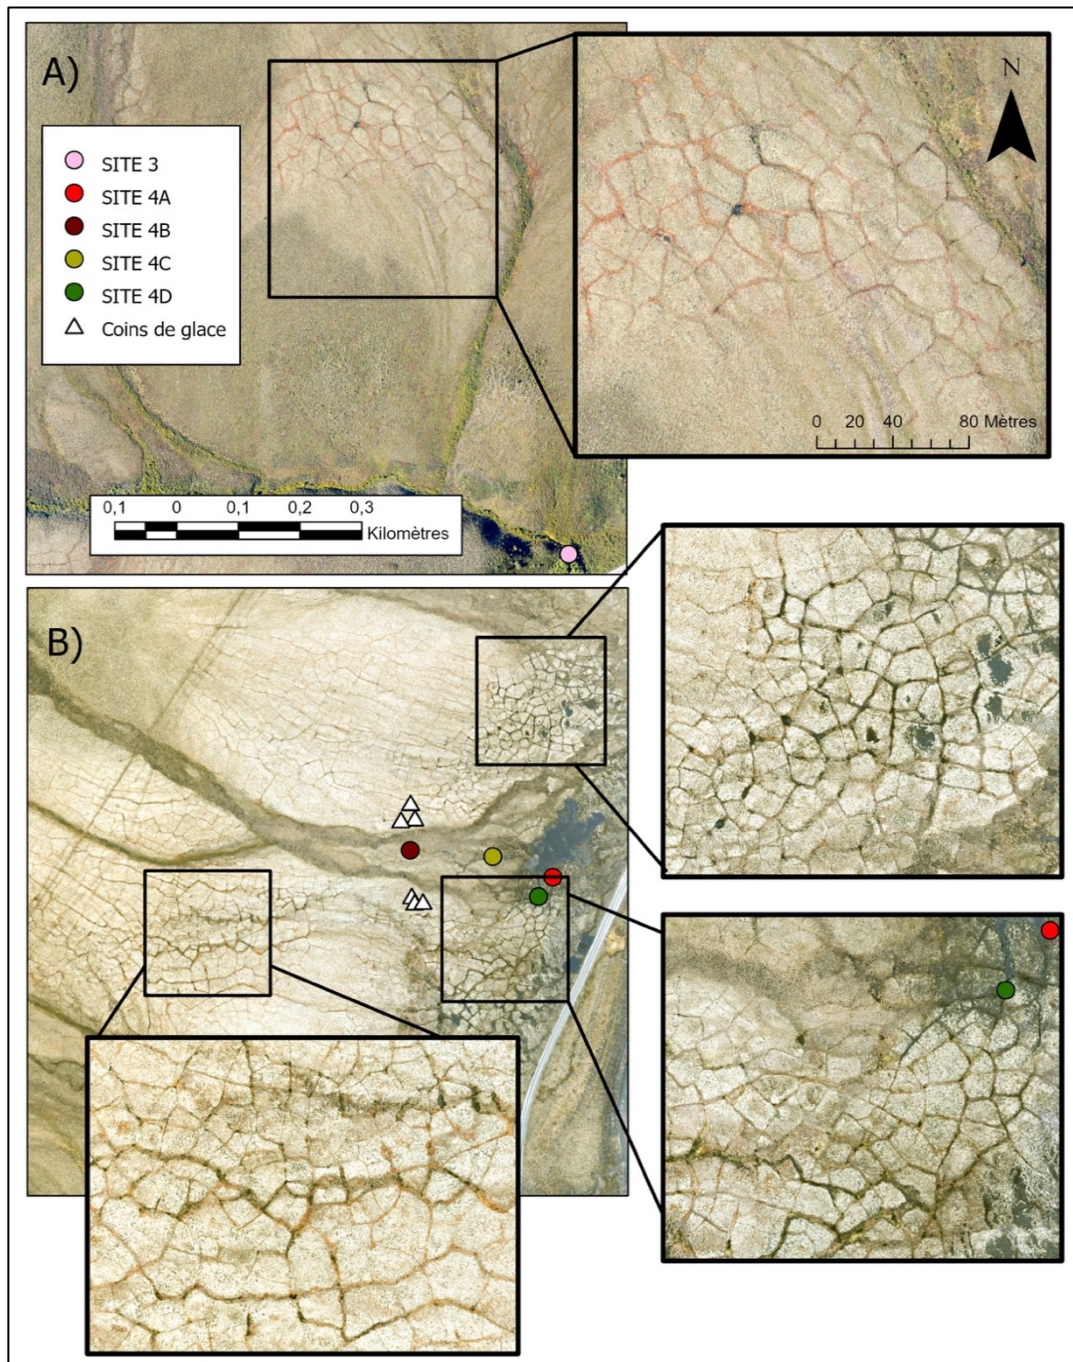 A)
SITE 3
SITE 4A
SITE 4B
SITE 4C
SITE 4D
Coins de glace
N
0 20 40 80 Mètres
0,1 0 0,1 0,2 0,3
Kilomètres
B)